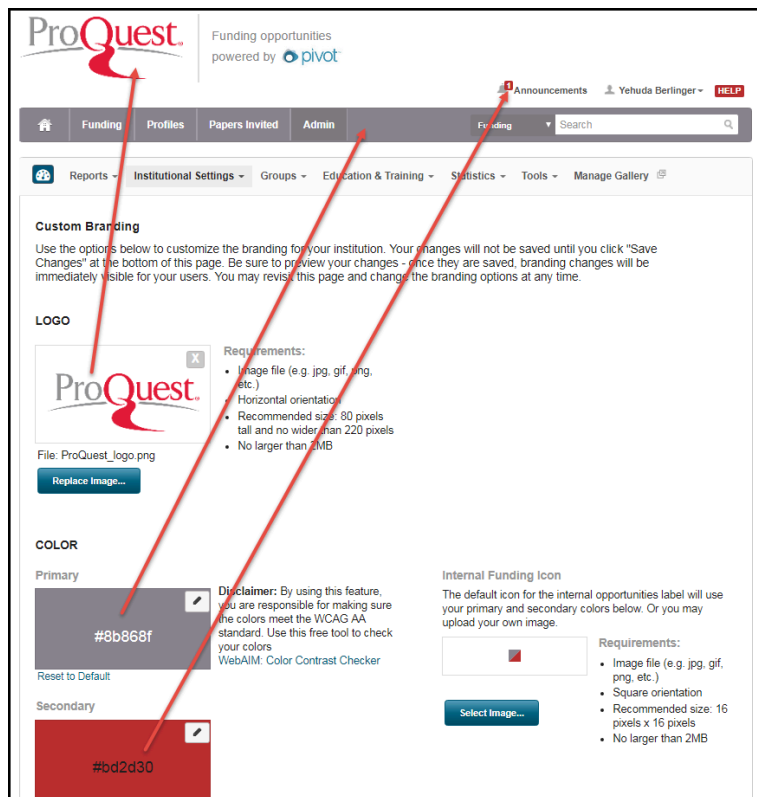 ProQuest
Funding opportunities
powered by pivot
1
Announcements
Yehuda Berlinger
HELP
Funding
Profiles
Papers Invited
Admin
Funding
Search
Reports
Institutional Settings
Groups
Education & Training
Statistics
Tools
Manage Gallery
Custom Branding
Use the options below to customize the branding for your institution. Your changes will not be saved until you click "Save
Changes" at the bottom of this page. Be sure to preview your changes - once they are saved, branding changes will be
immediately visible for your users. You may revisit this page and change the branding options at any time.
LOGO
X
ProQuest
File: ProQuest_logo.png
Replace Image...
Requirements:
• Image file (e.g. jpg, gif, png,
etc.)
• Horizontal orientation
• Recommended size: 80 pixels
tall and no wider than 220 pixels
• No larger than 2MB
COLOR
Primary
#8b868f
Reset to Default
Disclaimer: By using this feature,
you are responsible for making sure
the colors meet the WCAG AA
standard. Use this free tool to check
your colors
WebAIM: Color Contrast Checker
Secondary
#bd2d30
Internal Funding Icon
The default icon for the internal opportunities label will use
your primary and secondary colors below. Or you may
upload your own image.
Select Image...
Requirements:
• Image file (e.g. jpg, gif,
png, etc.)
• Square orientation
• Recommended size: 16
pixels x 16 pixels
• No larger than 2MB